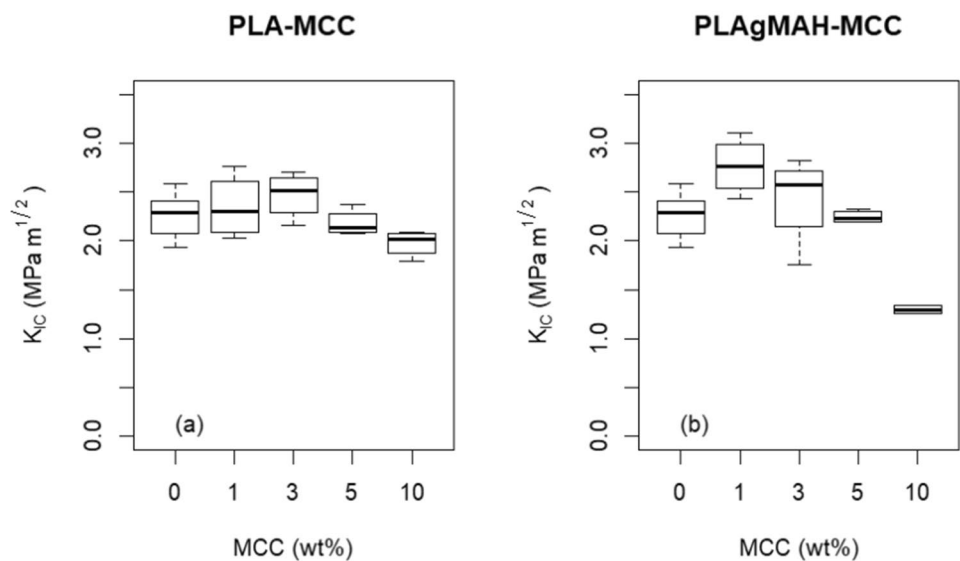 PLA-MCC
K_IC (MPa m^1/2)
3.0
2.0
1.0
0.0
(a)
0 1 3 5 10
MCC (wt%)
PLAgMAH-MCC
K_IC (MPa m^1/2)
3.0
2.0
1.0
0.0
(b)
0 1 3 5 10
MCC (wt%)